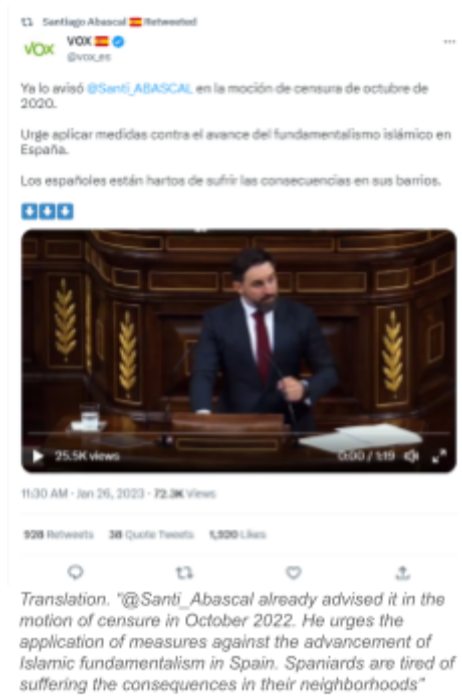 Santiago Abascal 🇪🇸 Retweeted
VOX
VOX 🇪🇸
@vox_es
Ya lo avisó @Santi_ABASCAL en la moción de censura de octubre de
2020.
Urge aplicar medidas contra el avance del fundamentalismo islámico en
España.
Los españoles están hartos de sufrir las consecuencias en sus barrios.
25.5K views
0:00 / 1:19
11:30 AM · Jan 26, 2023 · 72.3K Views
928 Retweets 38 Quote Tweets 1,920 Likes
Translation. "@Santi_Abascal already advised it in the
motion of censure in October 2022. He urges the
application of measures against the advancement of
Islamic fundamentalism in Spain. Spaniards are tired of
suffering the consequences in their neighborhoods"